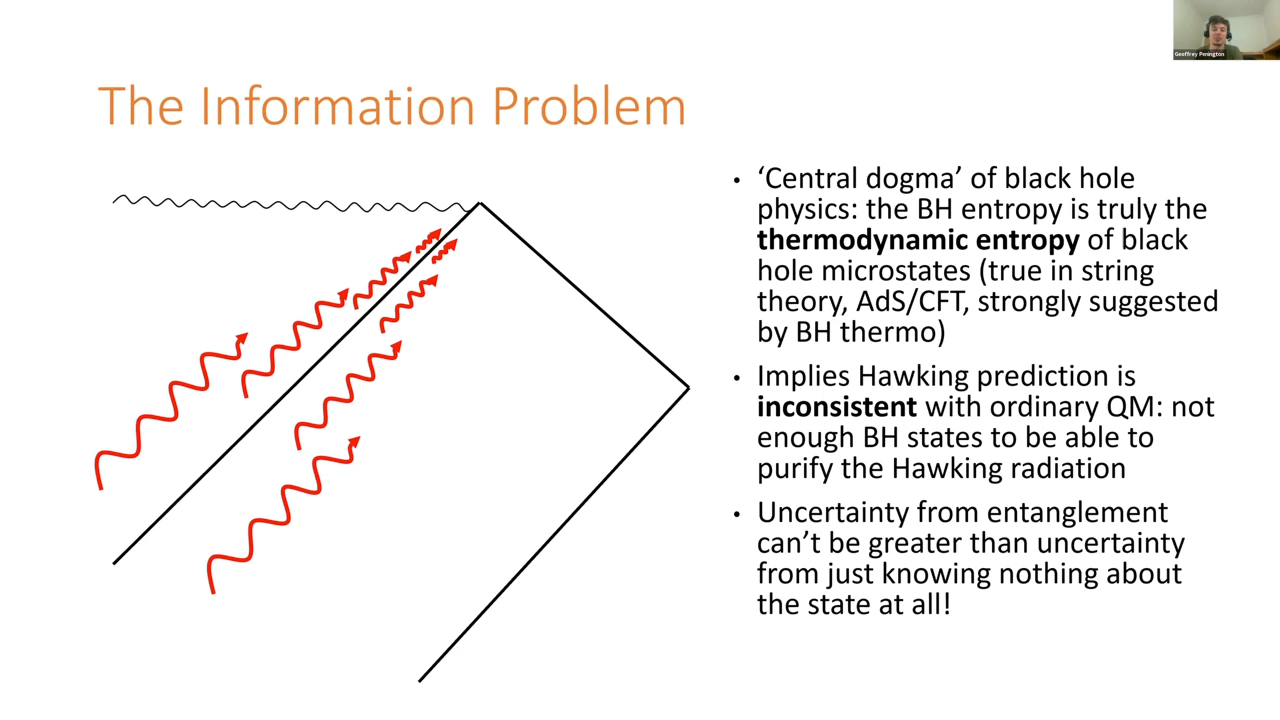 Geoffrey Penington
The Information Problem
• ‘Central dogma’ of black hole
physics: the BH entropy is truly the
thermodynamic entropy of black
hole microstates (true in string
theory, AdS/CFT, strongly suggested
by BH thermo)
• Implies Hawking prediction is
inconsistent with ordinary QM: not
enough BH states to be able to
purify the Hawking radiation
• Uncertainty from entanglement
can’t be greater than uncertainty
from just knowing nothing about
the state at all!